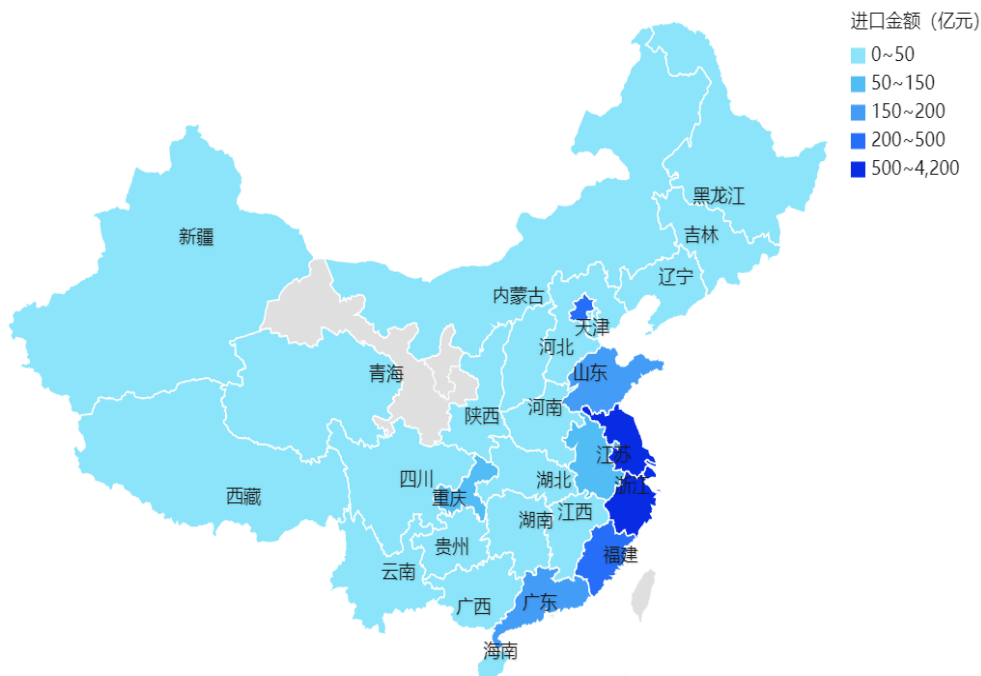 进口金额（亿元）
0~50
50~150
150~200
200~500
500~4,200
黑龙江
吉林
新疆
辽宁
内蒙古
天津
河北
青海
山东
河南
陕西
江苏
四川
湖北
浙江
西藏
重庆
江西
湖南
贵州
福建
云南
广东
广西
海南